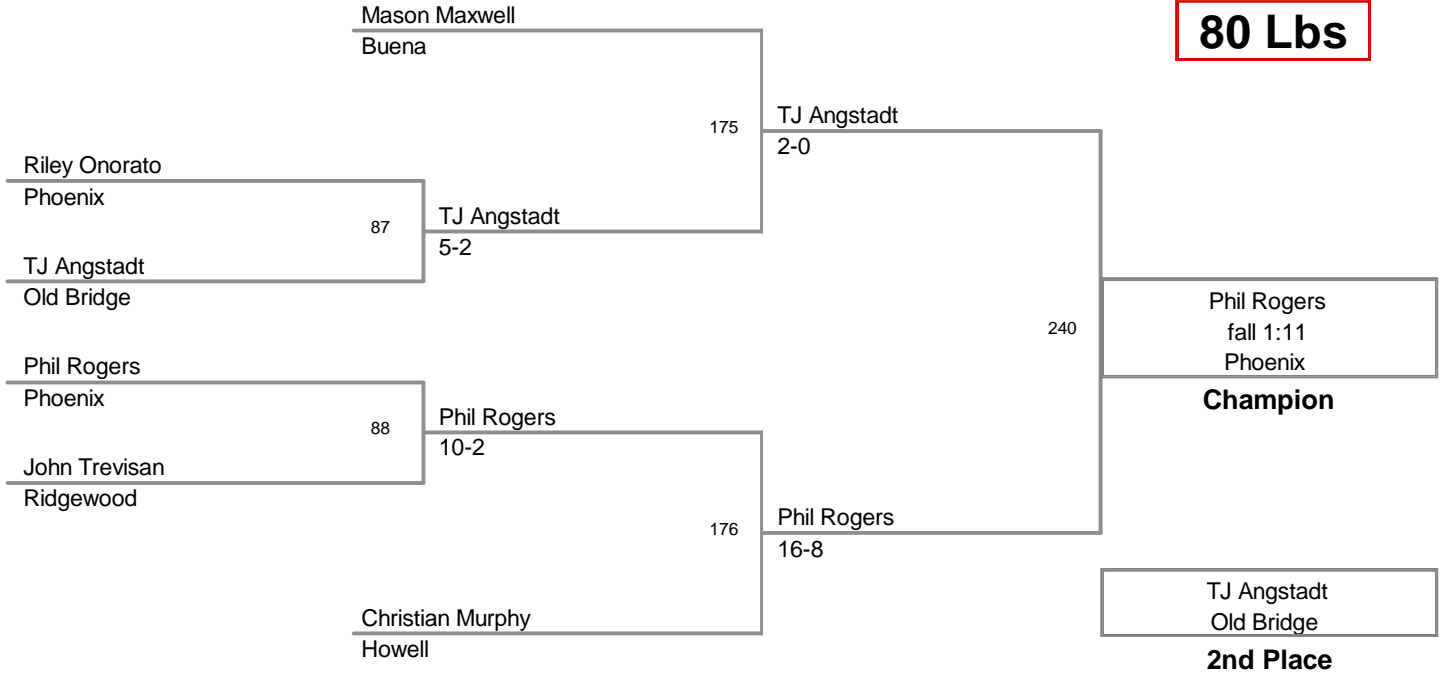 Mason Maxwell
Buena
80 Lbs
175
TJ Angstadt
2-0
Riley Onorato
Phoenix
87
TJ Angstadt
5-2
TJ Angstadt
Old Bridge
240
Phil Rogers
fall 1:11
Phoenix
Champion
Phil Rogers
Phoenix
88
Phil Rogers
10-2
John Trevisan
Ridgewood
176
Phil Rogers
16-8
Christian Murphy
Howell
TJ Angstadt
Old Bridge
2nd Place